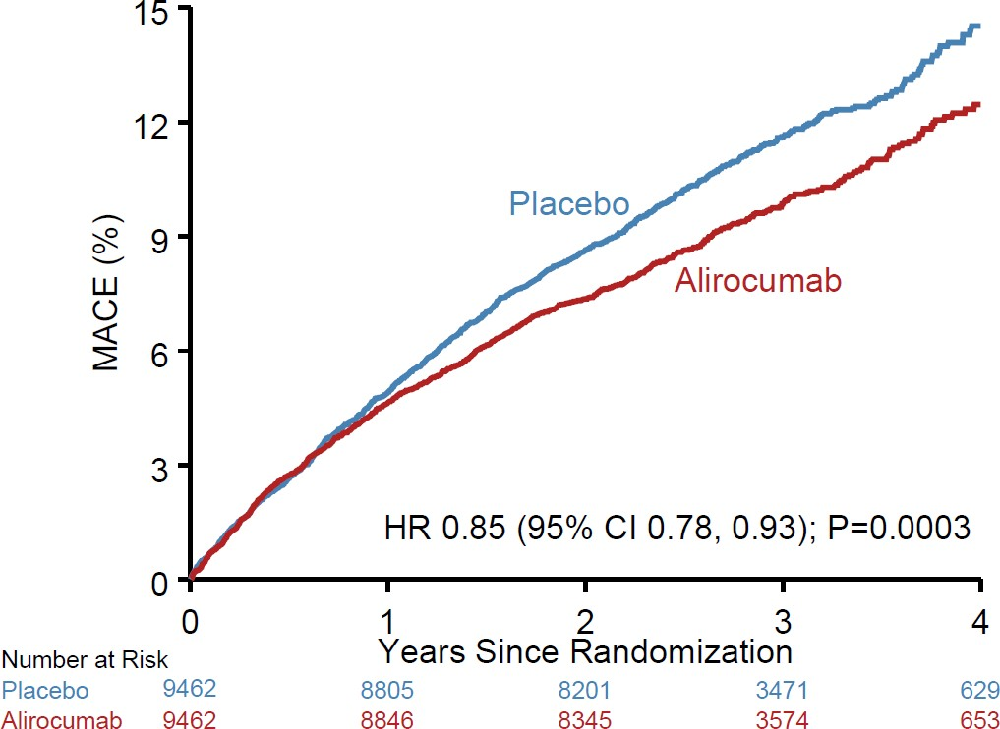 15
12
9
6
3
0
MACE (%)
Placebo
Alirocumab
HR 0.85 (95% CI 0.78, 0.93); P=0.0003
0 1 2 3 4
Years Since Randomization
Number at Risk
Placebo 9462 8805 8201 3471 629
Alirocumab 9462 8846 8345 3574 653